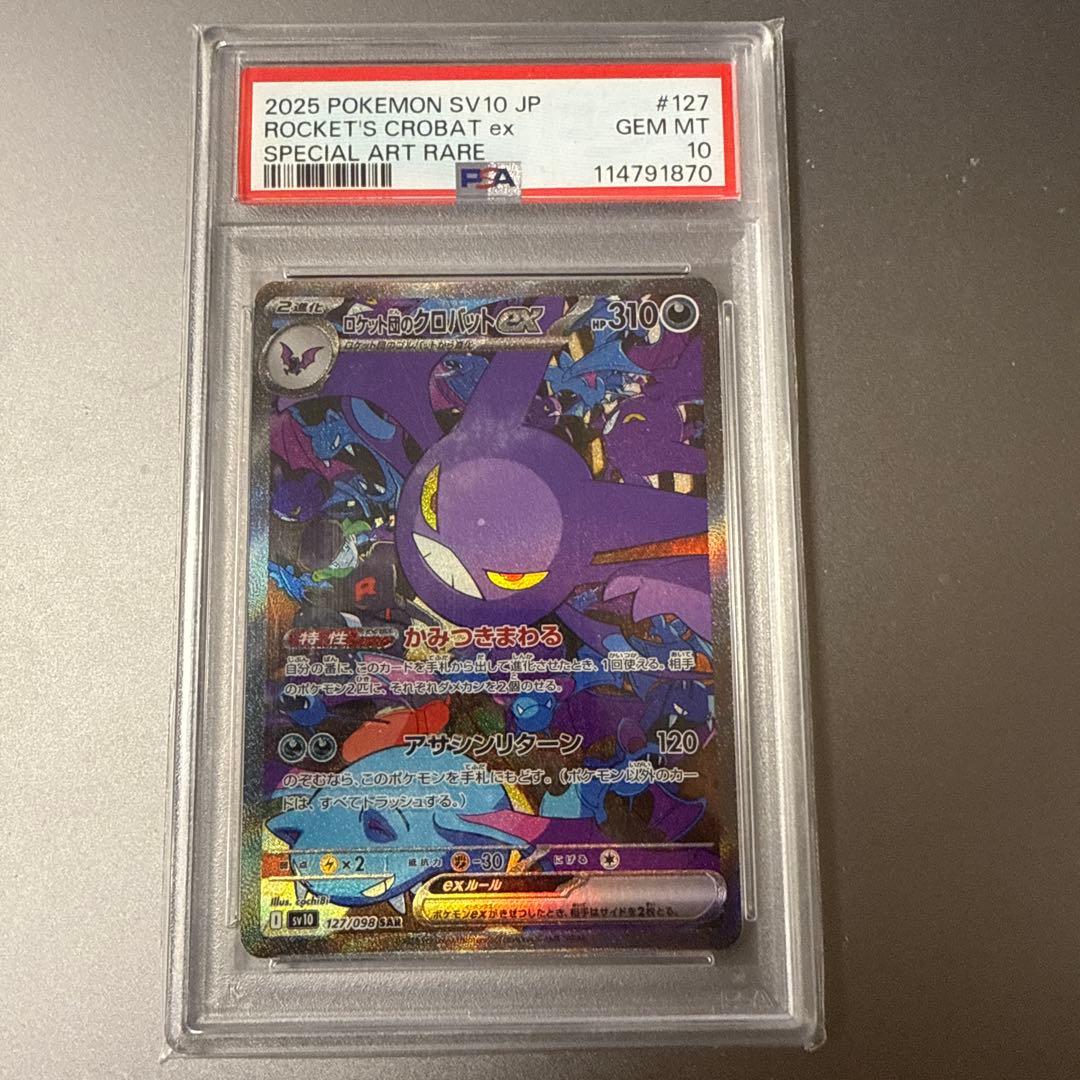 2025 POKEMON SV10 JP #127
ROCKET'S CROBAT ex GEM MT
SPECIAL ART RARE 10
PSA 114791870
2進化 ロケット団のクロバットex HP310
ロケット団のゴルバットから進化
R
特性 かみつきまわる
自分の番に、このカードを手札から出して進化させたとき、1回使える。相手
のポケモン2匹に、それぞれダメカンを2個のせる。
アサシンリターン 120
のぞむなら、このポケモンを手札にもどす。(ポケモン以外のカー
ドは、すべてトラッシュする。)
弱点 ×2 抵抗力 -30 にげる
exルール
ポケモンexがきぜつしたとき、相手はサイドを2枚とる。
Illus. cochi8i
I SV10 127/098 SAR